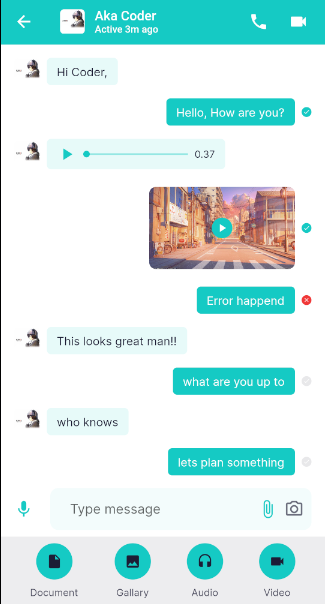 Aka Coder
Active 3m ago
Hi Coder,
Hello, How are you?
0.37
Error happend
This looks great man!!
what are you up to
who knows
lets plan something
Type message
Document
Gallary
Audio
Video